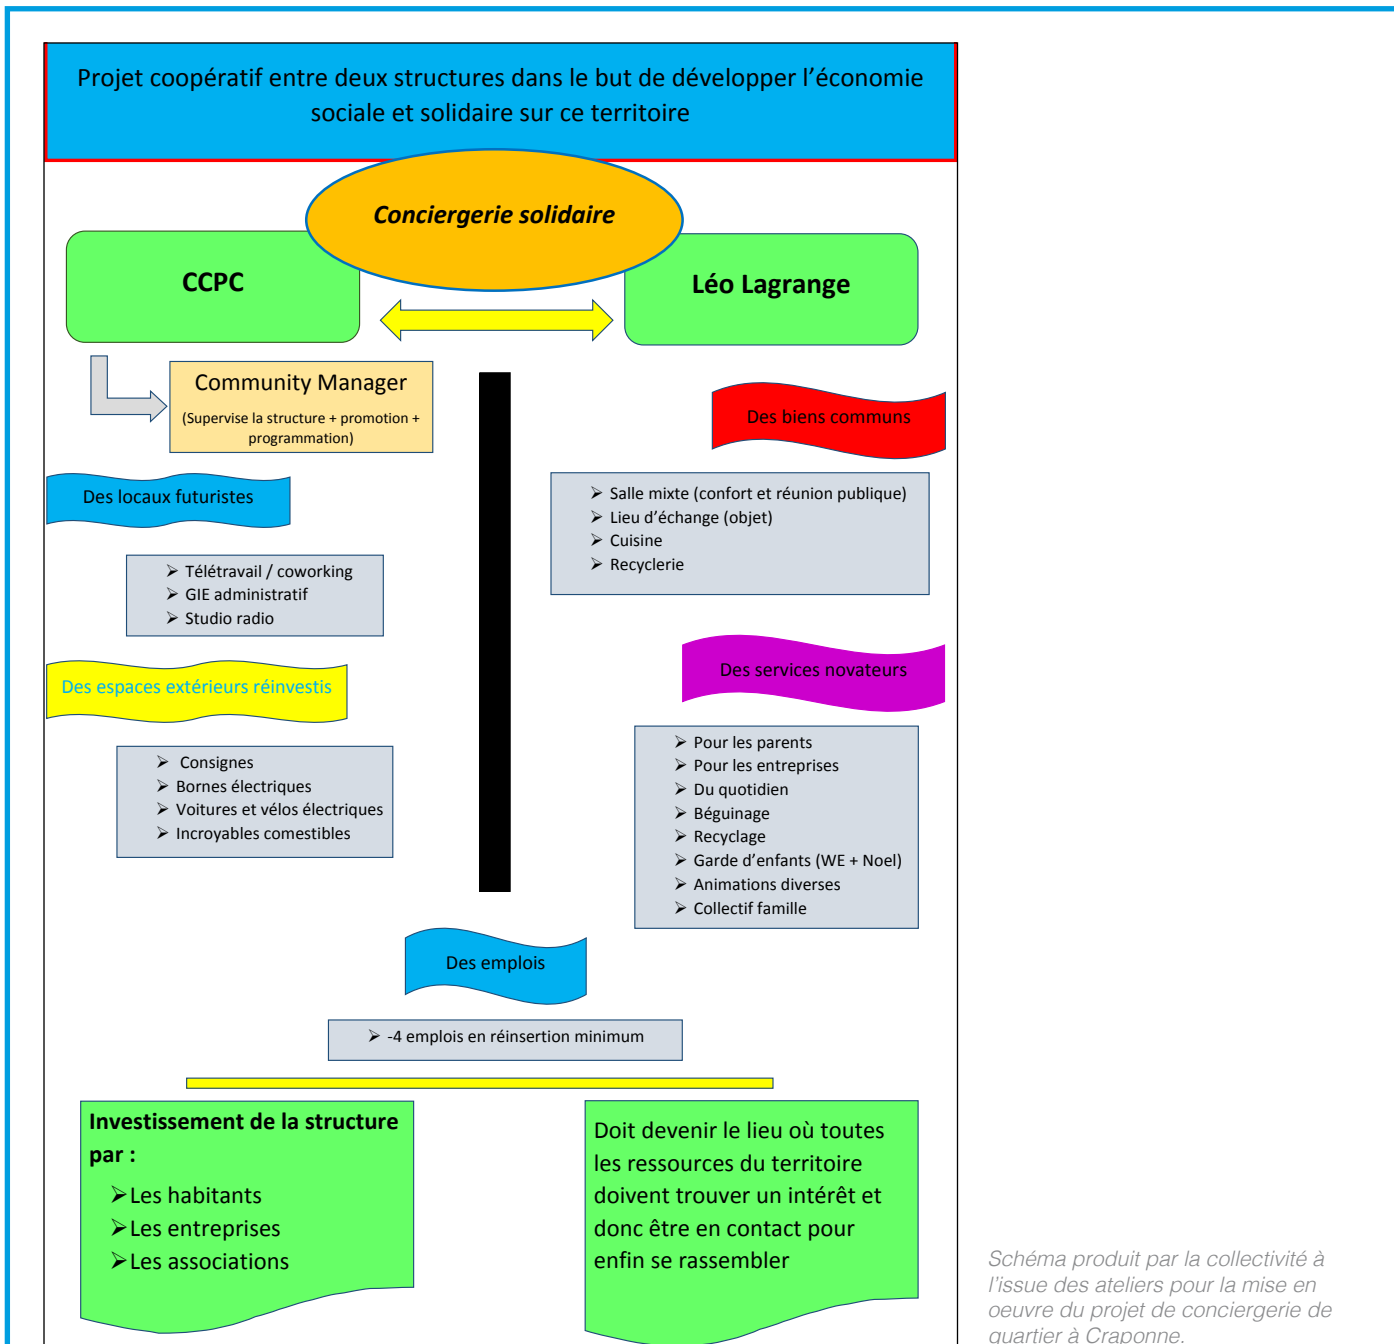 Projet coopératif entre deux structures dans le but de développer l'économie
sociale et solidaire sur ce territoire
Conciergerie solidaire
CCPC
Léo Lagrange
Community Manager
(Supervise la structure + promotion +
programmation)
Des locaux futuristes
➢ Télétravail / coworking
➢ GIE administratif
➢ Studio radio
Des espaces extérieurs réinvestis
➢ Consignes
➢ Bornes électriques
➢ Voitures et vélos électriques
➢ Incroyables comestibles
Des biens communs
➢ Salle mixte (confort et réunion publique)
➢ Lieu d'échange (objet)
➢ Cuisine
➢ Recyclerie
Des services novateurs
➢ Pour les parents
➢ Pour les entreprises
➢ Du quotidien
➢ Béguinage
➢ Recyclage
➢ Garde d'enfants (WE + Noel)
➢ Animations diverses
➢ Collectif famille
Des emplois
➢ -4 emplois en réinsertion minimum
Investissement de la structure
par :
➢Les habitants
➢Les entreprises
➢Les associations
Doit devenir le lieu où toutes
les ressources du territoire
doivent trouver un intérêt et
donc être en contact pour
enfin se rassembler
Schéma produit par la collectivité à
l'issue des ateliers pour la mise en
oeuvre du projet de conciergerie de
quartier à Craponne.